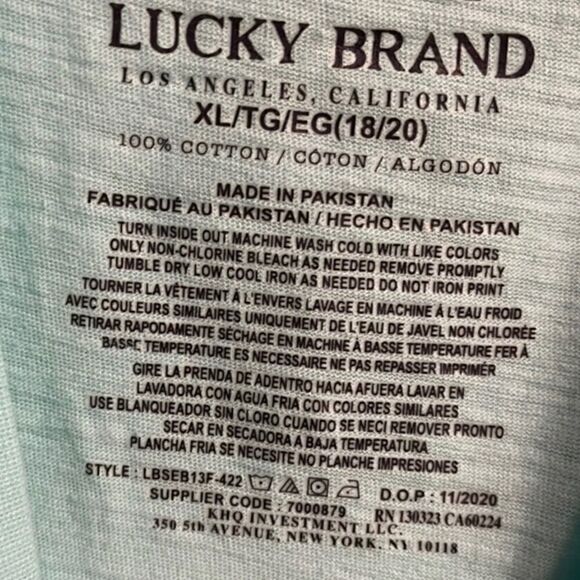 LUCKY BRAND
LOS ANGELES, CALIFORNIA
XL/TG/EG(18/20)
100% COTTON / CÓTON / ALGODÓN
MADE IN PAKISTAN
FABRIQUÉ AU PAKISTAN / HECHO EN PAKISTAN
TURN INSIDE OUT MACHINE WASH COLD WITH LIKE COLORS
ONLY NON-CHLORINE BLEACH AS NEEDED REMOVE PROMPTLY
TUMBLE DRY LOW COOL IRON AS NEEDED DO NOT IRON PRINT
TOURNER LA VÊTEMENT À L'ENVERS LAVAGE EN MACHINE À L'EAU FROID
AVEC COULEURS SIMILAIRES UNIQUEMENT DE L'EAU DE JAVEL NON CHLORÉE
RETIRAR RAPODAMENTE SÉCHAGE EN MACHINE À BASSE TEMPERATURE FER À
BASSE TEMPERATURE ES NECESSAIRE NE PAS REPASSER IMPRIMÉR
GIRE LA PRENDA DE ADENTRO HACIA AFUERA LAVAR EN
LAVADORA CON AGUA FRIA CON COLORES SIMILARES
USE BLANQUEADOR SIN CLORO CUANDO SE NECI REMOVER PRONTO
SECAR EN SECADORA A BAJA TEMPERATURA
PLANCHA FRIA SE NECESITE NO PLANCHE IMPRESIONES
STYLE : LBSEB13F-422 D.O.P : 11/2020
SUPPLIER CODE : 7000879 RN 130323 CA60224
KHQ INVESTMENT LLC.
350 5th AVENUE, NEW YORK, NY 10118